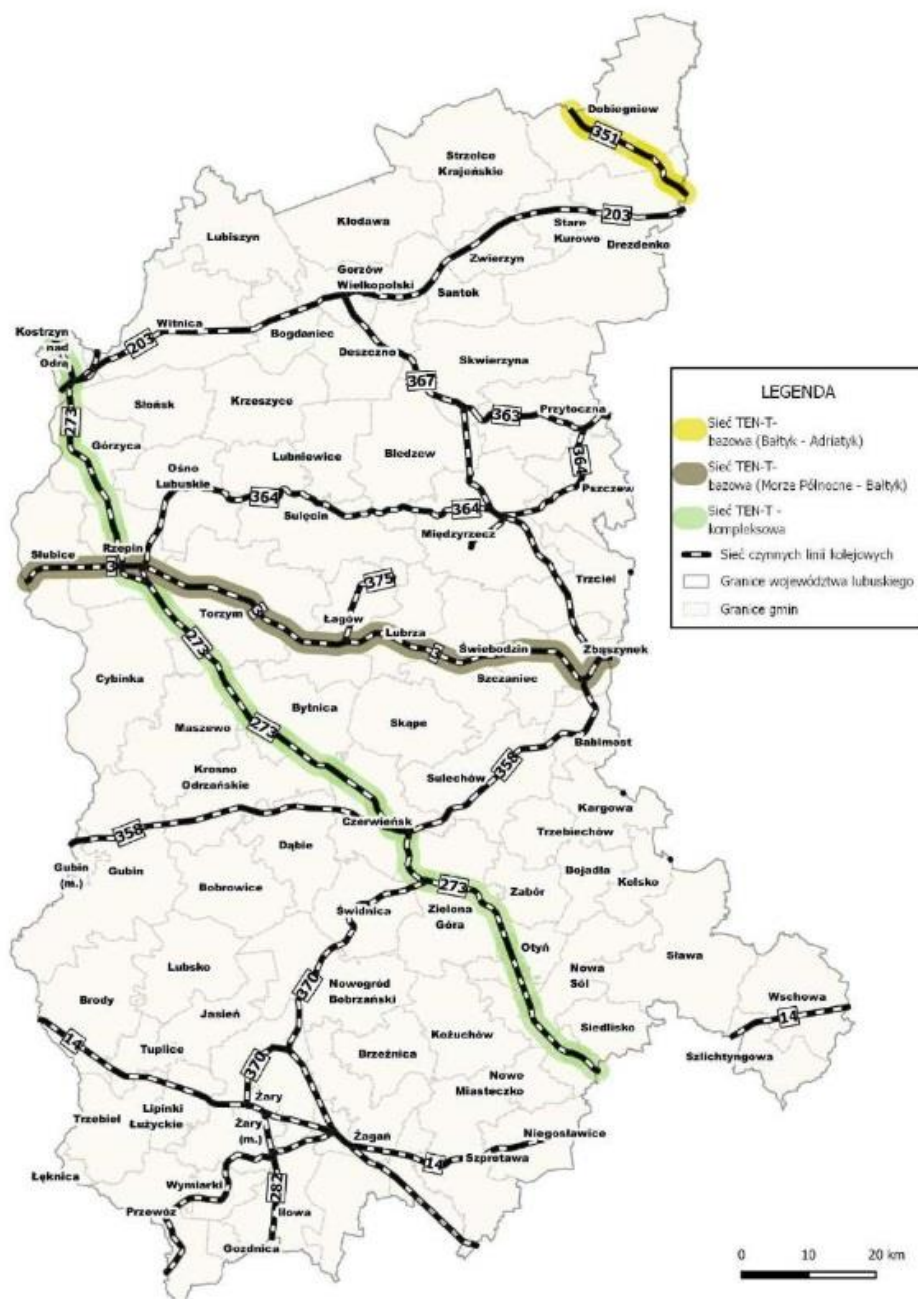 Dobiegniew
351
Strzelce
Krajeńskie
203
Stare
Kurowo
Drezdenko
Kłodawa
Lubiszyn
Zwierzyn
Gorzów
Wielkopolski
Santok
Witnica
Bogdaniec
Kostrzyn
nad
Odrą
203
Deszczno
Skwierzyna
367
273
Słońsk
Krzeszyce
363
Przytoczna
Górzyca
Lubniewice
Bledzew
364
Ośno
Lubuskie
364
Sulęcin
364
Pszczew
Międzyrzecz
Słubice
Rzepin
3
Trzciel
375
Torzym
Łagów
Lubrza
3
Świebodzin
Zbąszynek
273
Szczaniec
Cybinka
Bytnica
Skąpe
Maszewo
273
Babimost
Krosno
Odrzańskie
Sulechów
358
Kargowa
Czerwieńsk
Trzebiechów
358
Dąbie
Gubin
(m.)
Gubin
Bojadła
Kolsko
Bobrowice
273
Zabór
Świdnica
Zielona
Góra
Otyń
Sława
Lubsko
Nowa
Sól
370
Nowogród
Bobrzański
Wschowa
14
Brody
Jasień
Kożuchów
Siedlisko
14
Tuplice
370
Brzeźnica
Szlichtyngowa
Nowe
Miasteczko
Trzebiel
Lipinki
Łużyckie
Żary
Żary
(m.)
Żagań
Niegosławice
14
Szprotawa
Łęknica
Wymiarki
282
Przewóz
Iłowa
Gozdnica
LEGENDA
Sieć TEN-T-
bazowa (Bałtyk - Adriatyk)
Sieć TEN-T-
bazowa (Morze Północne - Bałtyk)
Sieć TEN-T -
kompleksowa
Sieć czynnych linii kolejowych
Granice województwa lubuskiego
Granice gmin
0 10 20 km